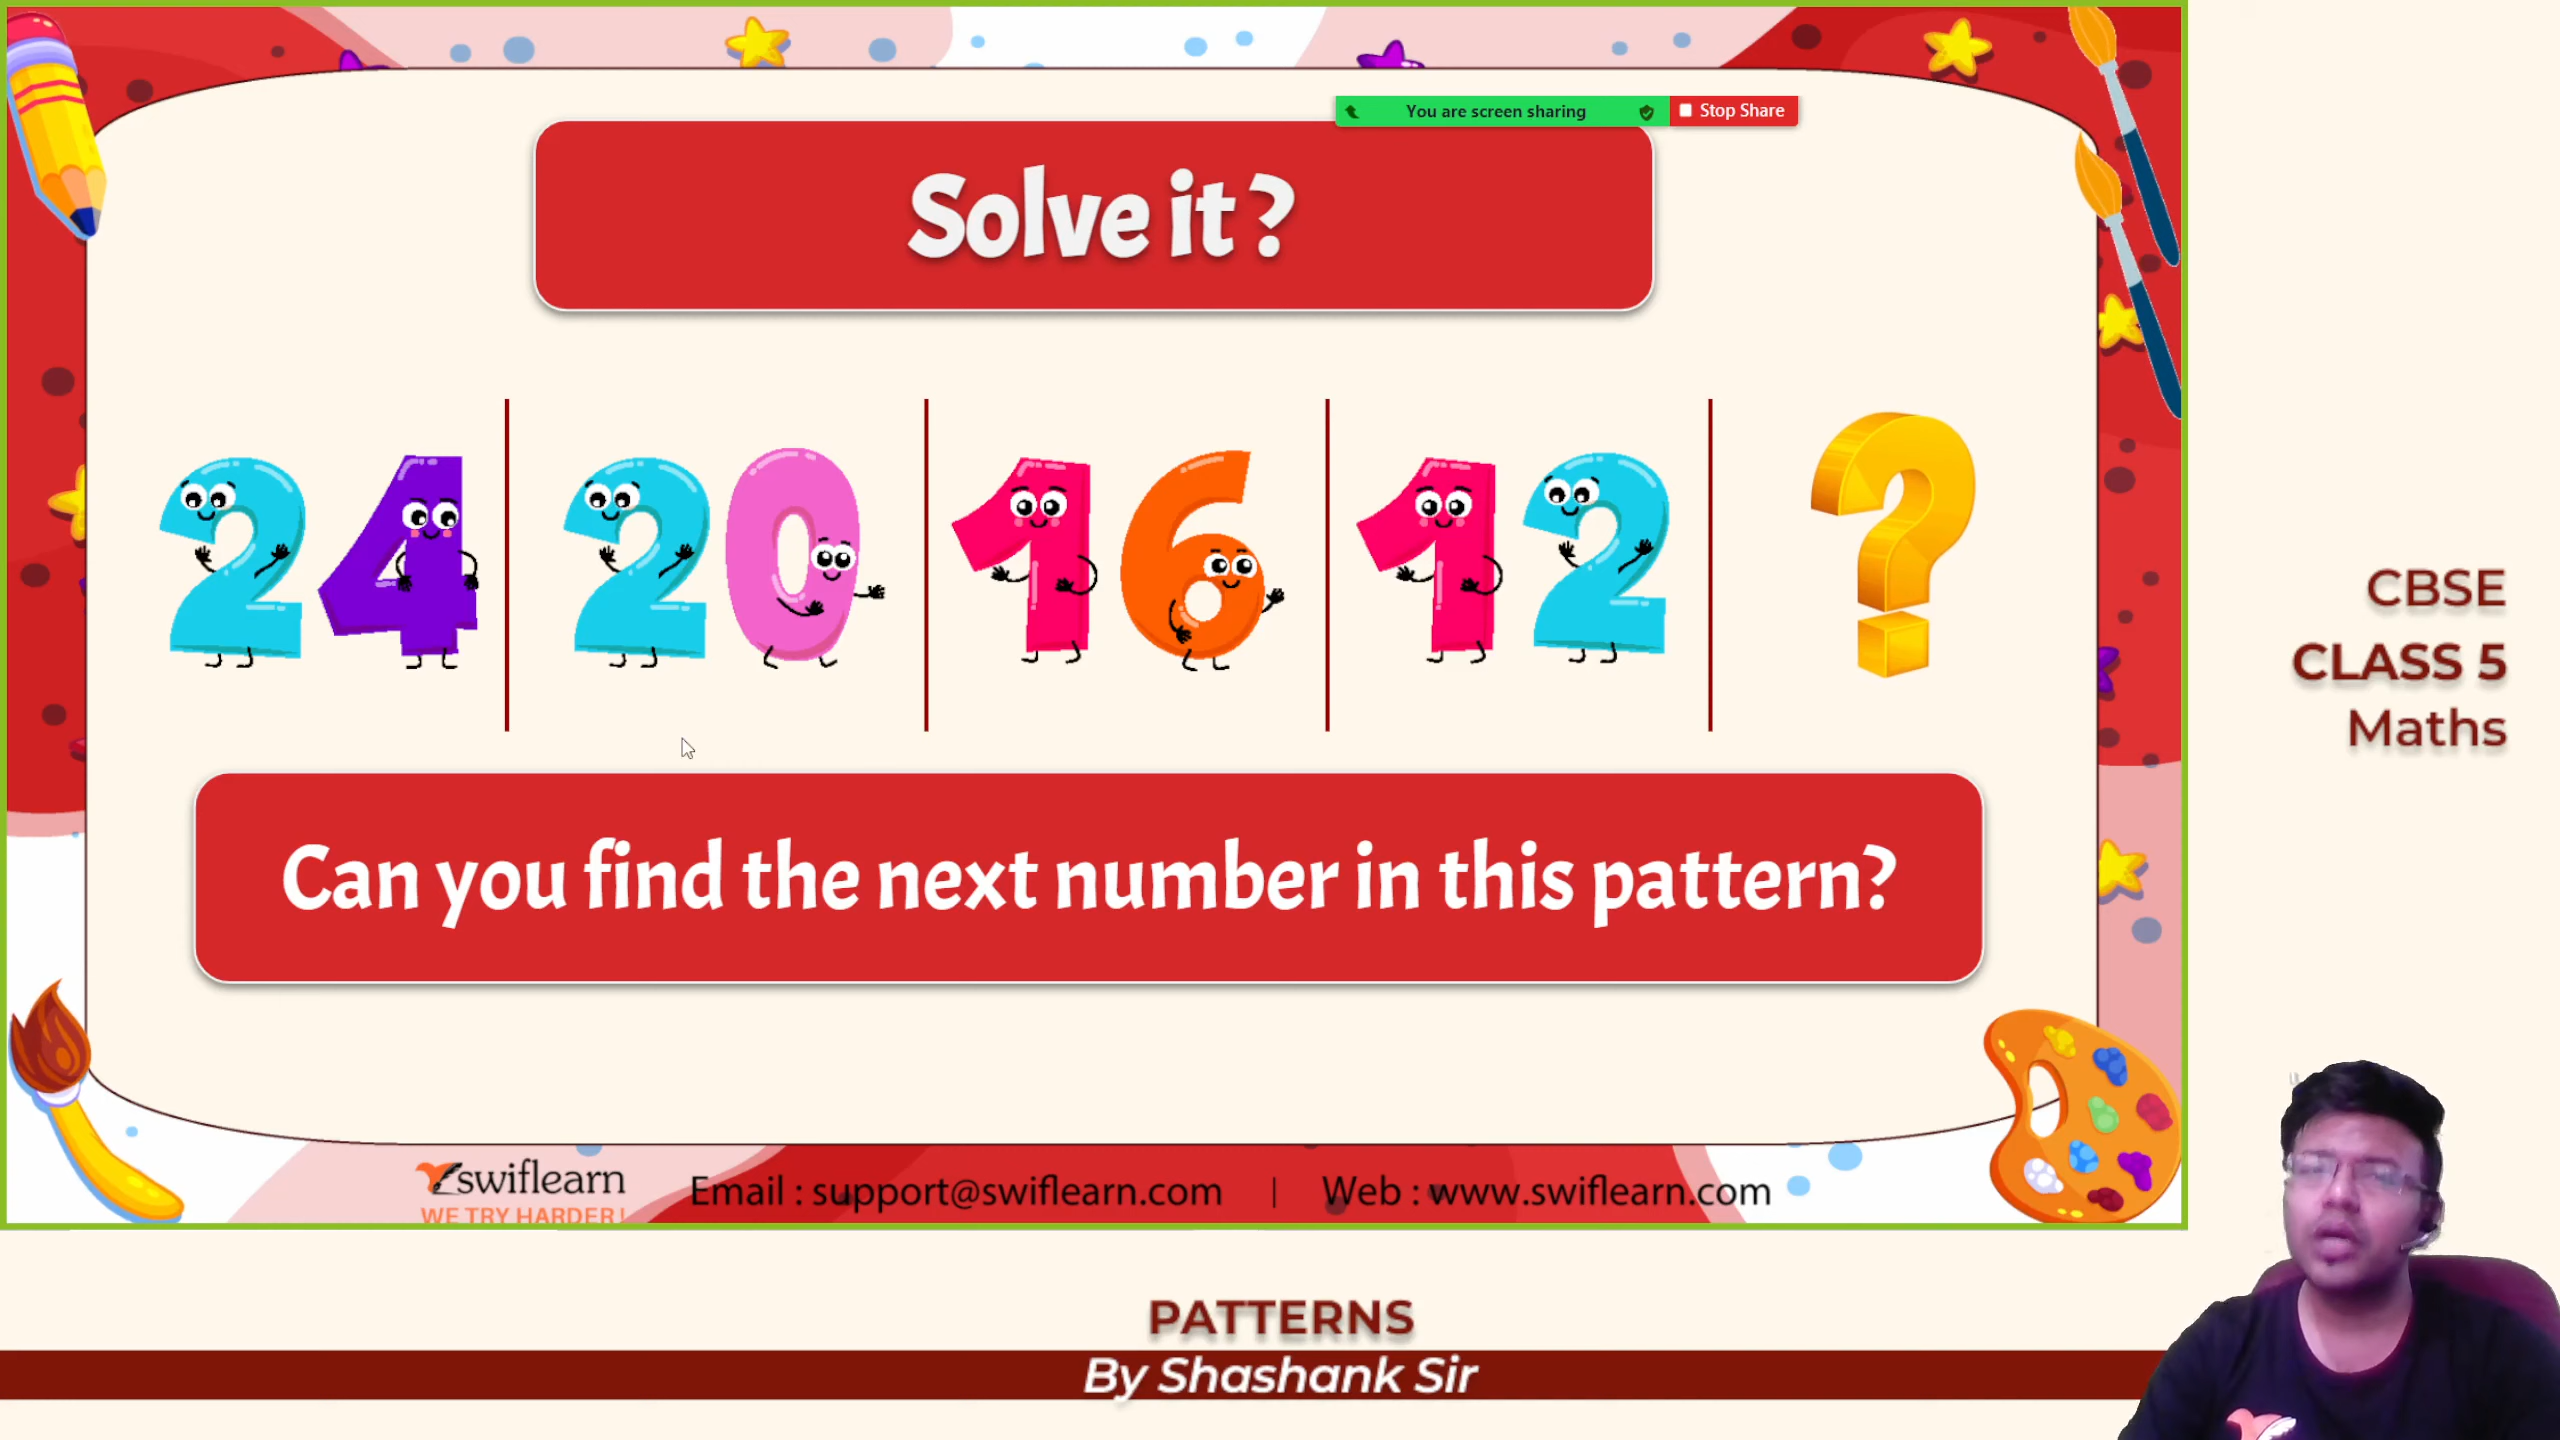 You are screen sharing Stop Share
Solve it ?
24 20 16 12 ?
Can you find the next number in this pattern?
swiflearn
WE TRY HARDER!
Email : support@swiflearn.com | Web : www.swiflearn.com
CBSE
CLASS 5
Maths
PATTERNS
By Shashank Sir